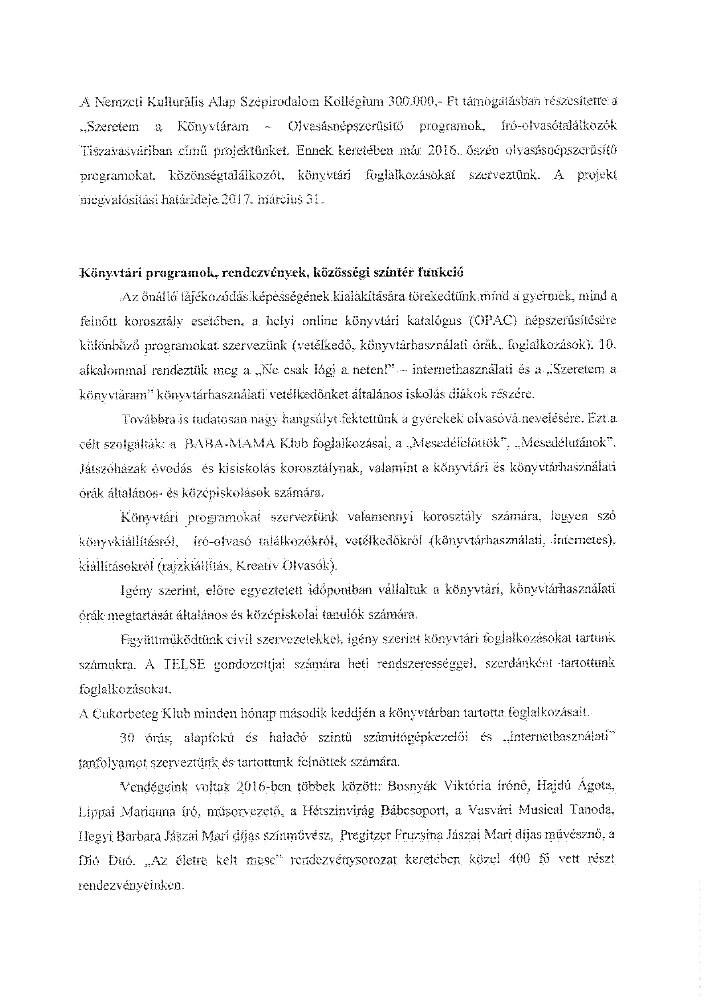 A Nemzeti Kulturális Alap Szépirodalom Kollégium 300.000,- Ft támogatásban részesítette a
„Szeretem a Könyvtáram – Olvasásnépszerűsítő programok, író-olvasótalálkozók
Tiszavasváriban című projektünket. Ennek keretében már 2016. őszén olvasásnépszerűsítő
programokat, közönségtalálkozót, könyvtári foglalkozásokat szerveztünk. A projekt
megvalósítási határideje 2017. március 31.
Könyvtári programok, rendezvények, közösségi színtér funkció
Az önálló tájékozódás képességének kialakítására törekedtünk mind a gyermek, mind a
felnőtt korosztály esetében, a helyi online könyvtári katalógus (OPAC) népszerűsítésére
különböző programokat szervezünk (vetélkedő, könyvtárhasználati órák, foglalkozások). 10.
alkalommal rendeztük meg a „Ne csak lógj a neten!” – internethasználati és a „Szeretem a
könyvtáram” könyvtárhasználati vetélkedőnket általános iskolás diákok részére.
Továbbra is tudatosan nagy hangsúlyt fektettünk a gyerekek olvasóvá nevelésére. Ezt a
célt szolgálták: a BABA-MAMA Klub foglalkozásai, a „Mesedélelőttök”, „Mesedélutánok”,
Játszóházak óvodás és kisiskolás korosztálynak, valamint a könyvtári és könyvtárhasználati
órák általános- és középiskolások számára.
Könyvtári programokat szerveztünk valamennyi korosztály számára, legyen szó
könyvkiállításról, író-olvasó találkozókról, vetélkedőkről (könyvtárhasználati, internetes),
kiállításokról (rajzkiállítás, Kreatív Olvasók).
Igény szerint, előre egyeztetett időpontban vállaltuk a könyvtári, könyvtárhasználati
órák megtartását általános és középiskolai tanulók számára.
Együttműködtünk civil szervezetekkel, igény szerint könyvtári foglalkozásokat tartunk
számukra. A TELSE gondozottjai számára heti rendszerességgel, szerdánként tartottunk
foglalkozásokat.
A Cukorbeteg Klub minden hónap második keddjén a könyvtárban tartotta foglalkozásait.
30 órás, alapfokú és haladó szintű számítógépkezelői és „internethasználati”
tanfolyamot szerveztünk és tartottunk felnőttek számára.
Vendégeink voltak 2016-ben többek között: Bosnyák Viktória írónő, Hajdú Ágota,
Lippai Marianna író, műsorvezető, a Hétszinvirág Bábcsoport, a Vasvári Musical Tanoda,
Hegyi Barbara Jászai Mari díjas színművész, Pregitzer Fruzsina Jászai Mari díjas művésznő, a
Dió Duó. „Az életre kelt mese” rendezvénysorozat keretében közel 400 fő vett részt
rendezvényeinken.